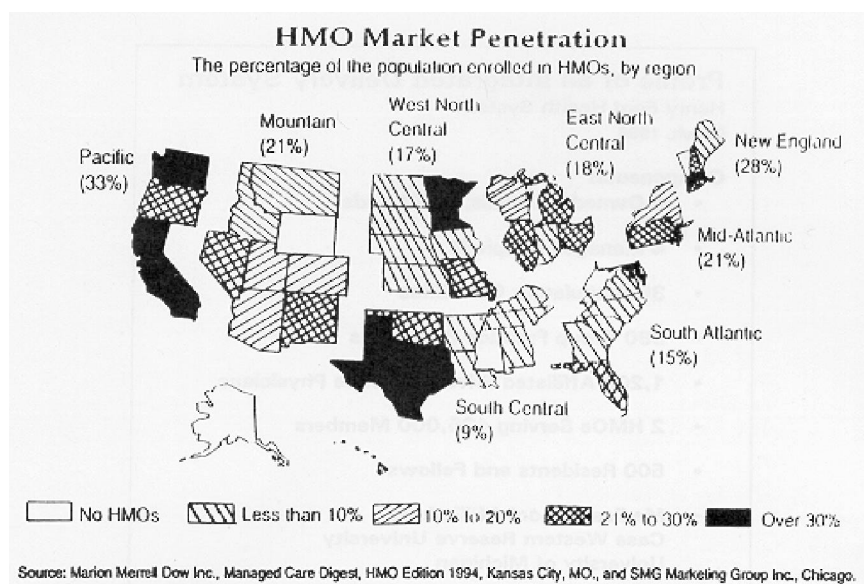 HMO Market Penetration
The percentage of the population enrolled in HMOs, by region
West North
Central
(17%)
East North
Central
(18%)
Mountain
(21%)
New England
(28%)
Pacific
(33%)
Mid-Atlantic
(21%)
South Atlantic
(15%)
South Central
(9%)
No HMOs
Less than 10%
10% to 20%
21% to 30%
Over 30%
Source: Marion Merrell Dow Inc., Managed Care Digest, HMO Edition 1994, Kansas City, MO., and SMG Marketing Group Inc., Chicago,